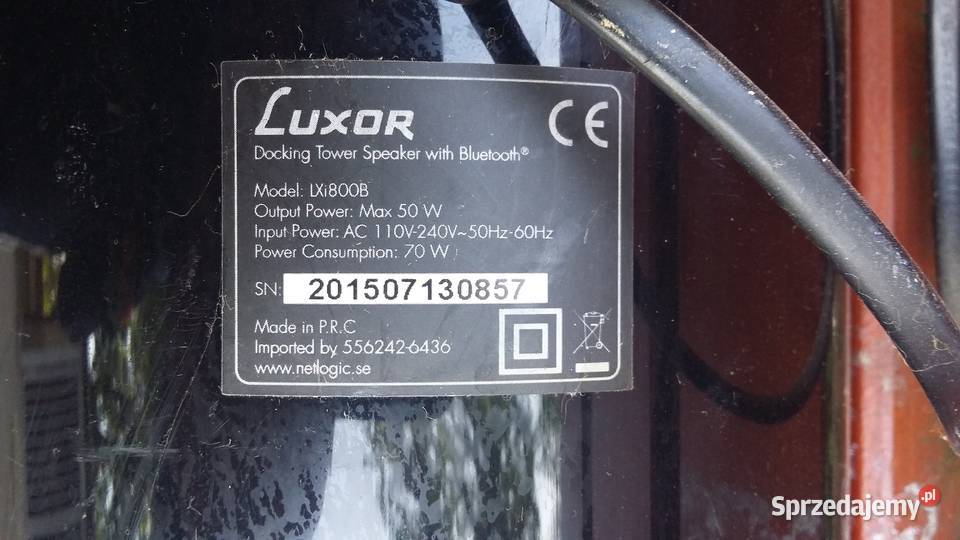 LUXOR
CE
Docking Tower Speaker with Bluetooth®
Model: LXi800B
Output Power: Max 50 W
Input Power: AC 110V-240V~50Hz-60Hz
Power Consumption: 70 W
SN: 201507130857
Made in P.R.C
Imported by 556242-6436
www.netlogic.se
Sprzedajemy.pl